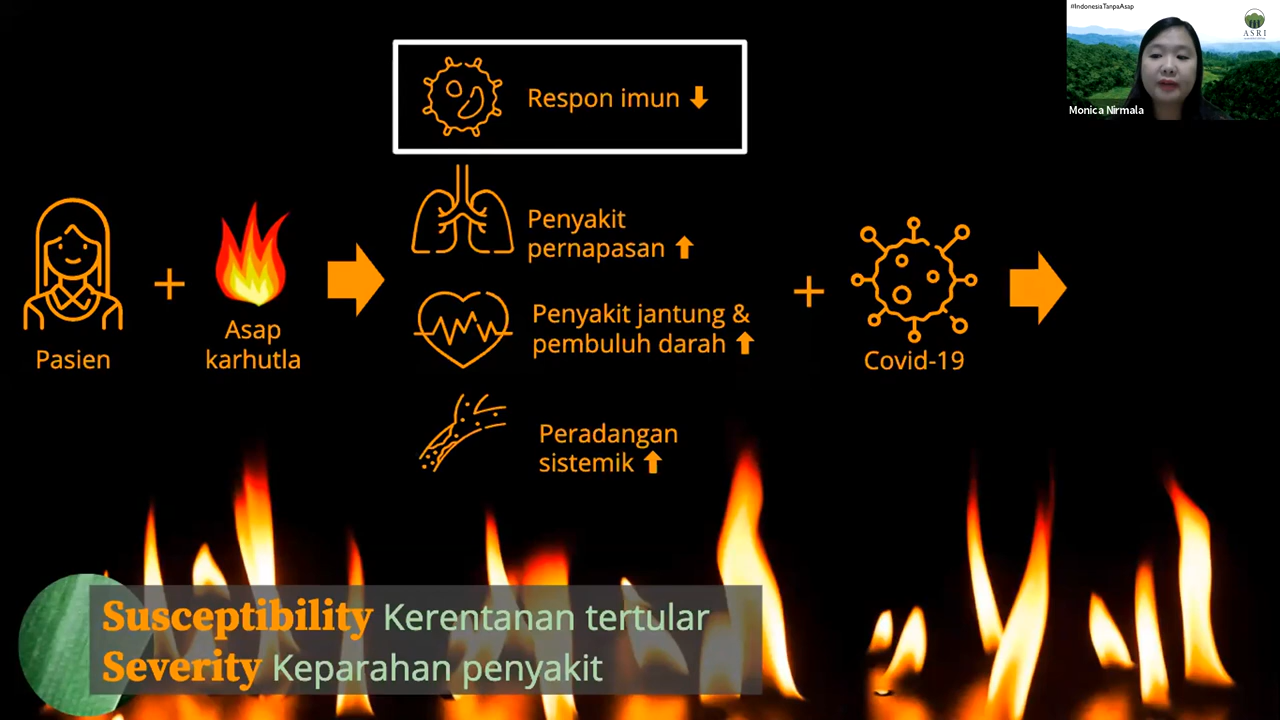 #IndonesiaTanpaAsap
ASRI
Monica Nirmala
Respon imun
Penyakit
pernapasan
Penyakit jantung &
pembuluh darah
Peradangan
sistemik
Pasien
+
Asap
karhutla
+
Covid-19
Susceptibility Kerentanan tertular
Severity Keparahan penyakit